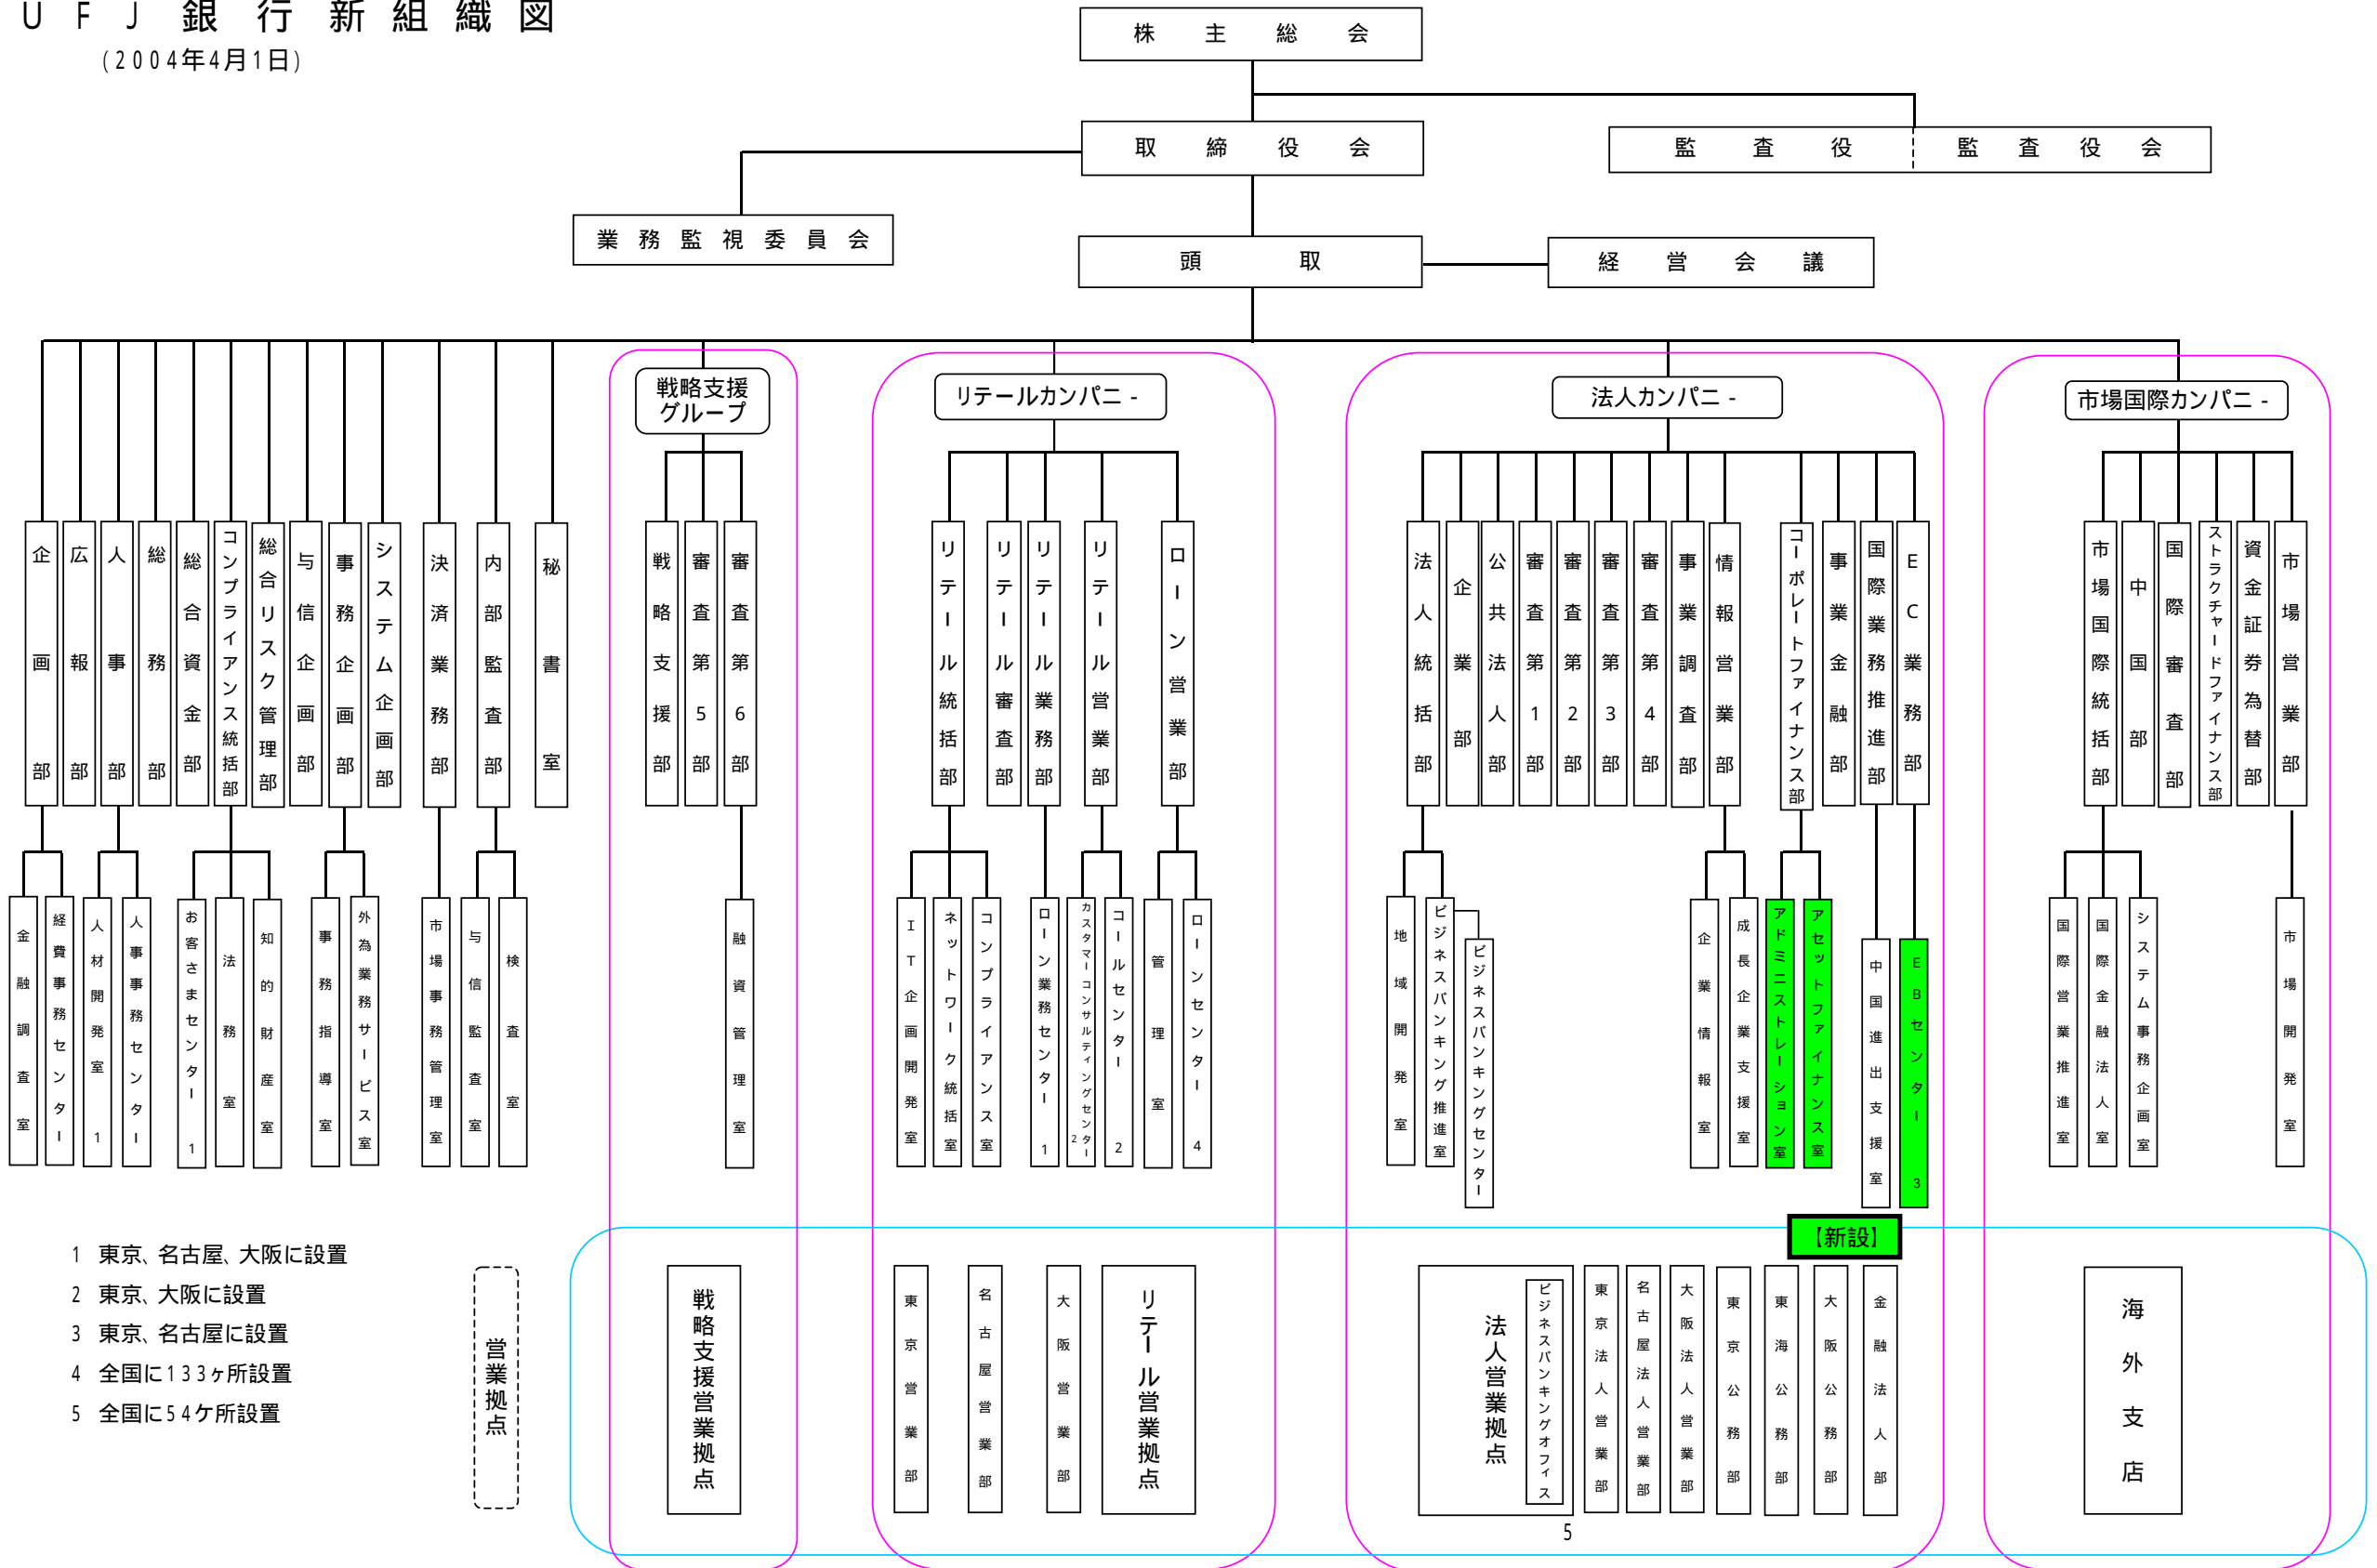 UFJ銀行新組織図
(2004年4月1日)
株主総会
取締役会
監査役 監査役会
業務監視委員会
頭取
経営会議
戦略支援
グループ
リテールカンパニ-
法人カンパニ-
市場国際カンパニ-
企画部
広報部
人事部
総務部
総合資金部
コンプライアンス統括部
総合リスク管理部
与信企画部
事務企画部
システム企画部
決済業務部
内部監査部
秘書室
戦略支援部
審査第5部
審査第6部
リテール統括部
リテール審査部
リテール業務部
リテール営業部
ローン営業部
法人統括部
企業部
公共法人部
審査第1部
審査第2部
審査第3部
審査第4部
事業調査部
情報営業部
コーポレートファイナンス部
事業金融部
国際業務推進部
EC業務部
市場国際統括部
中国部
国際審査部
ストラクチャードファイナンス部
資金証券為替部
市場営業部
金融調査室
経費事務センター
人材開発室 1
人事事務センター
お客さまセンター 1
法務室
知的財産室
事務指導室
外為業務サービス室
市場事務管理室
与信監査室
検査室
融資管理室
IT企画開発室
ネットワーク統括室
コンプライアンス室
ローン業務センター 1
カスタマーコンサルティングセンター 2
コールセンター 2
管理室
ローンセンター 4
地域開発室
ビジネスバンキング推進室
ビジネスバンキングセンター
企業情報室
成長企業支援室
アドミニストレーション室
アセットファイナンス室
中国進出支援室
EBセンター 3
国際営業推進室
国際金融法人室
システム事務企画室
市場開発室
【新設】
1 東京、名古屋、大阪に設置
2 東京、大阪に設置
3 東京、名古屋に設置
4 全国に133ヶ所設置
5 全国に54ケ所設置
営業拠点
戦略支援営業拠点
東京営業部
名古屋営業部
大阪営業部
リテール営業拠点
法人営業拠点
ビジネスバンキングオフィス
5
東京法人営業部
名古屋法人営業部
大阪法人営業部
東京公務部
東海公務部
大阪公務部
金融法人部
海外支店